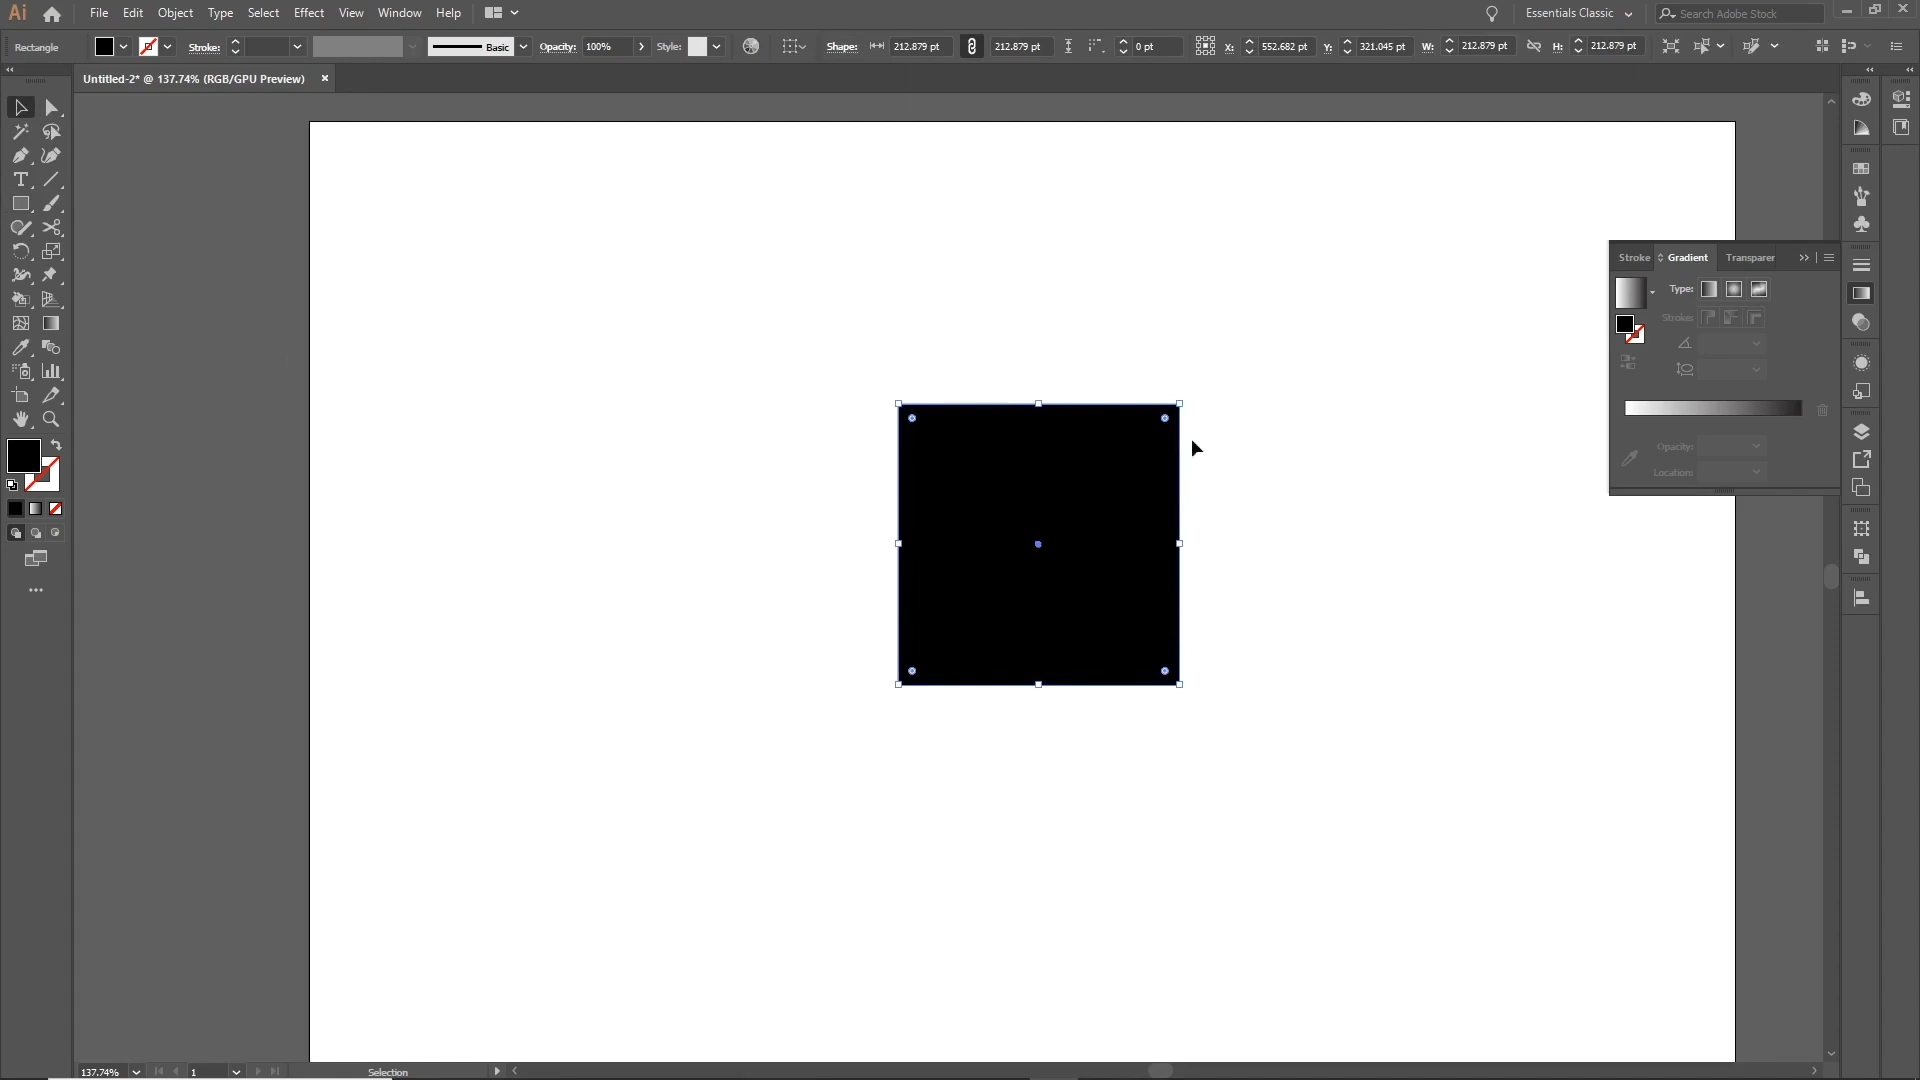 Ai File Edit Object Type Select Effect View Window Help Essentials Classic Search Adobe Stock
Rectangle Stroke: Basic Opacity: 100% Style: Shape: 212.879 pt 212.879 pt 0 pt X: 552.682 pt Y: 321.045 pt W: 212.879 pt H: 212.879 pt
Untitled-2* @ 137.74% (RGB/GPU Preview)
Stroke Gradient Transparer
Type:
Stroke:
Opacity:
Location:
137.74% 1 Selection